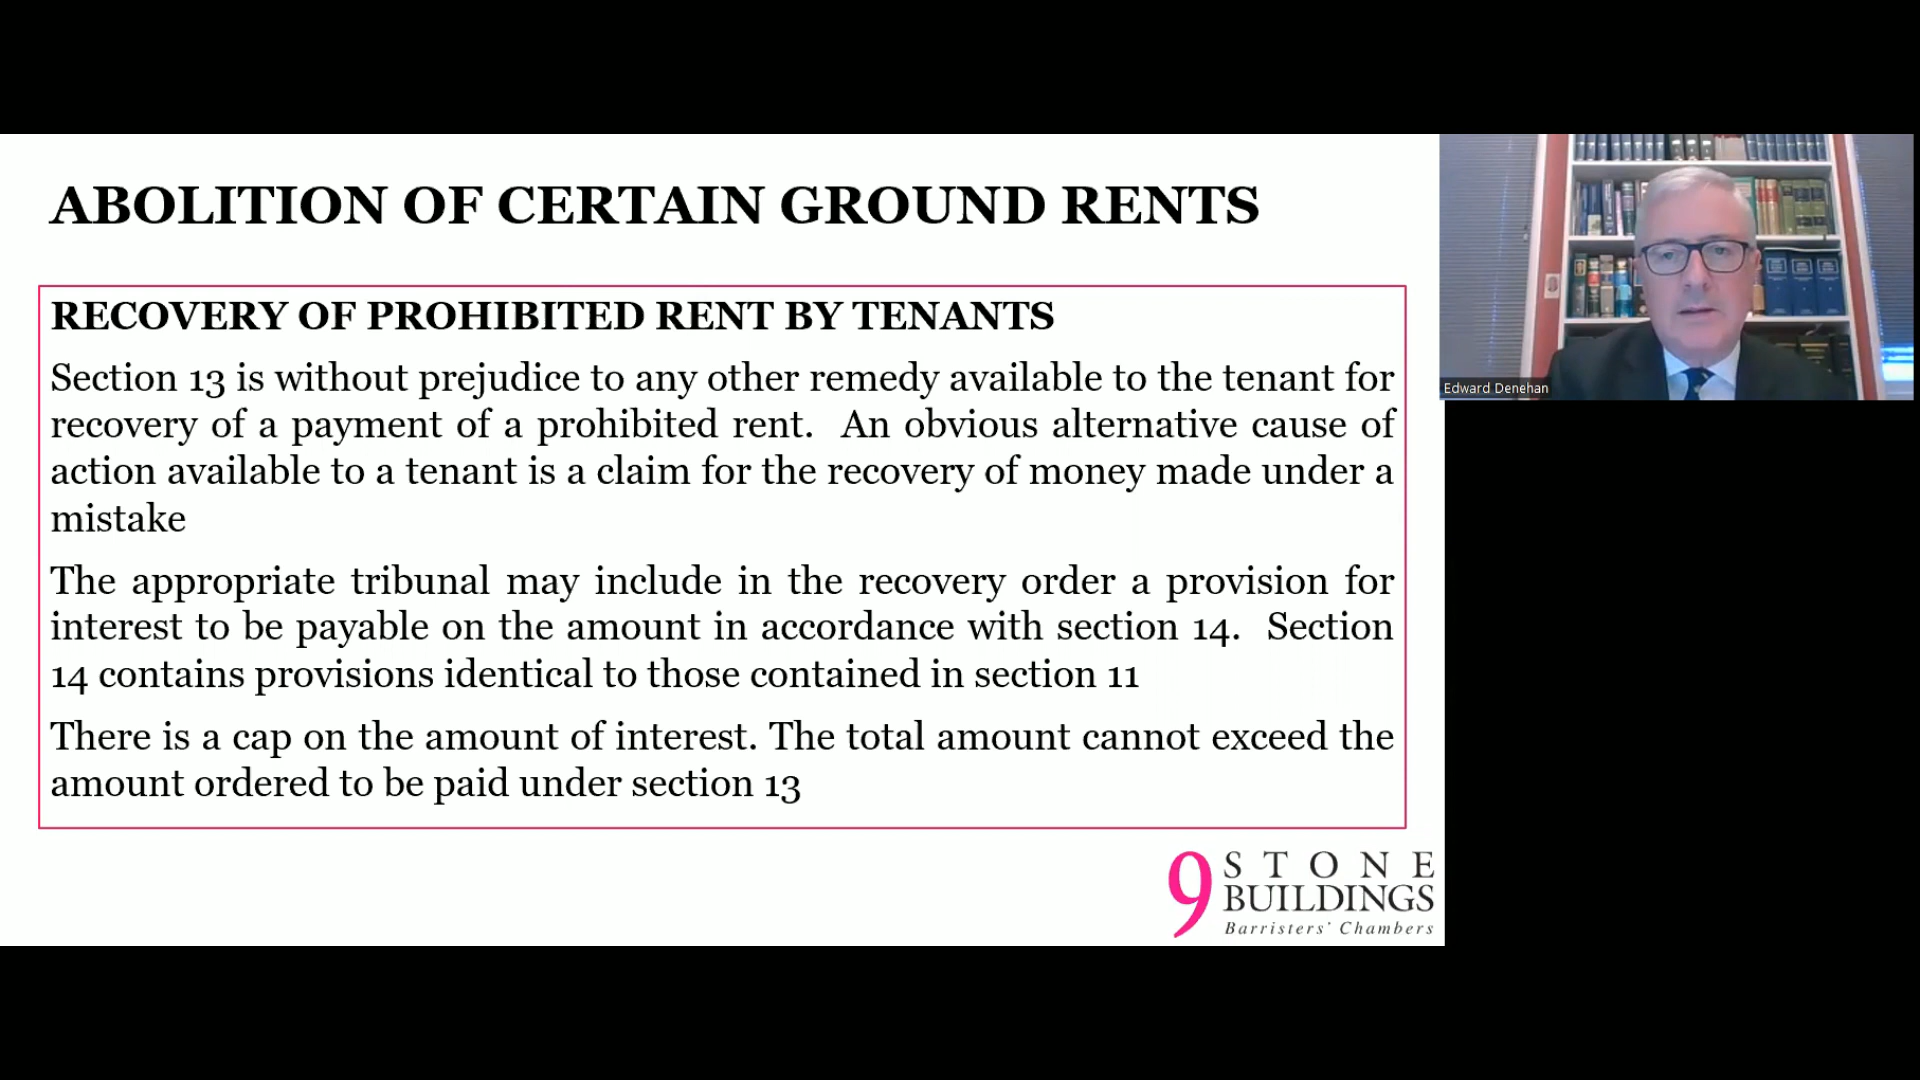 ABOLITION OF CERTAIN GROUND RENTS
RECOVERY OF PROHIBITED RENT BY TENANTS
Section 13 is without prejudice to any other remedy available to the tenant for
recovery of a payment of a prohibited rent. An obvious alternative cause of
action available to a tenant is a claim for the recovery of money made under a
mistake
The appropriate tribunal may include in the recovery order a provision for
interest to be payable on the amount in accordance with section 14. Section
14 contains provisions identical to those contained in section 11
There is a cap on the amount of interest. The total amount cannot exceed the
amount ordered to be paid under section 13
9 STONE
BUILDINGS
Barristers' Chambers
Edward Denehan